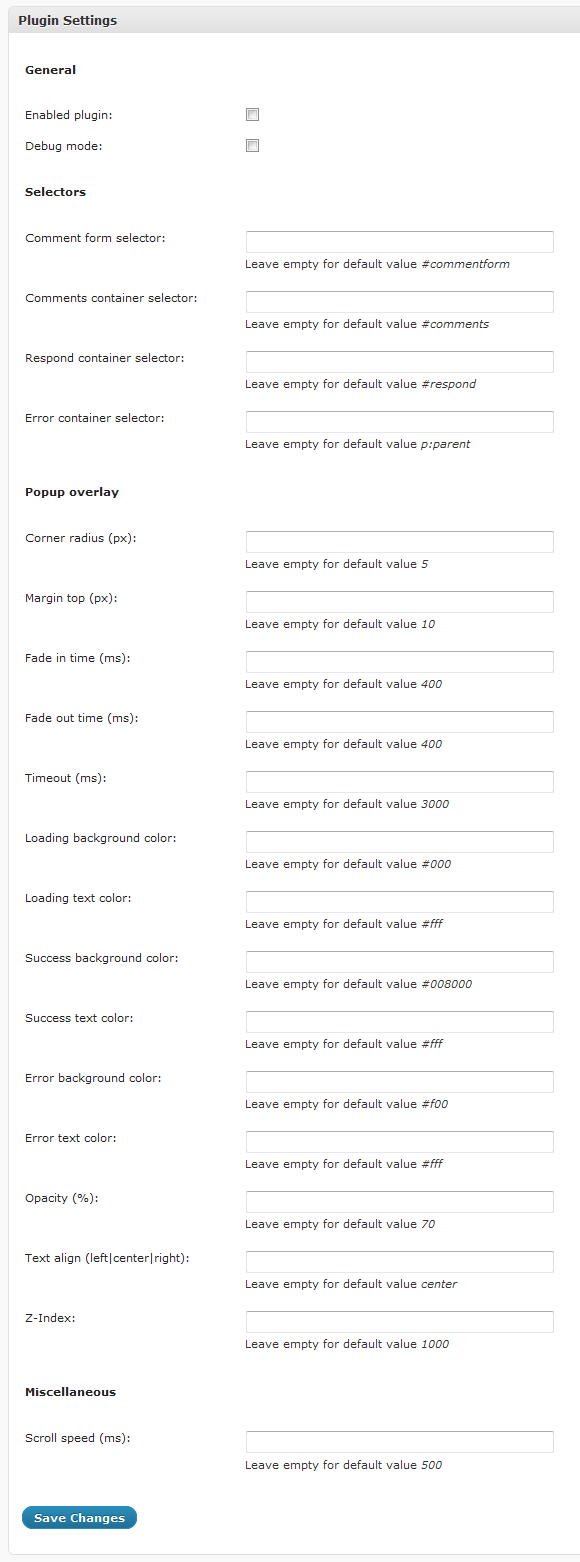 Plugin Settings
General
Enabled plugin:
Debug mode:
Selectors
Comment form selector:
Leave empty for default value #commentform
Comments container selector:
Leave empty for default value #comments
Respond container selector:
Leave empty for default value #respond
Error container selector:
Leave empty for default value p:parent
Popup overlay
Corner radius (px):
Leave empty for default value 5
Margin top (px):
Leave empty for default value 10
Fade in time (ms):
Leave empty for default value 400
Fade out time (ms):
Leave empty for default value 400
Timeout (ms):
Leave empty for default value 3000
Loading background color:
Leave empty for default value #000
Loading text color:
Leave empty for default value #fff
Success background color:
Leave empty for default value #008000
Success text color:
Leave empty for default value #fff
Error background color:
Leave empty for default value #f00
Error text color:
Leave empty for default value #fff
Opacity (%):
Leave empty for default value 70
Text align (left|center|right):
Leave empty for default value center
Z-Index:
Leave empty for default value 1000
Miscellaneous
Scroll speed (ms):
Leave empty for default value 500
Save Changes